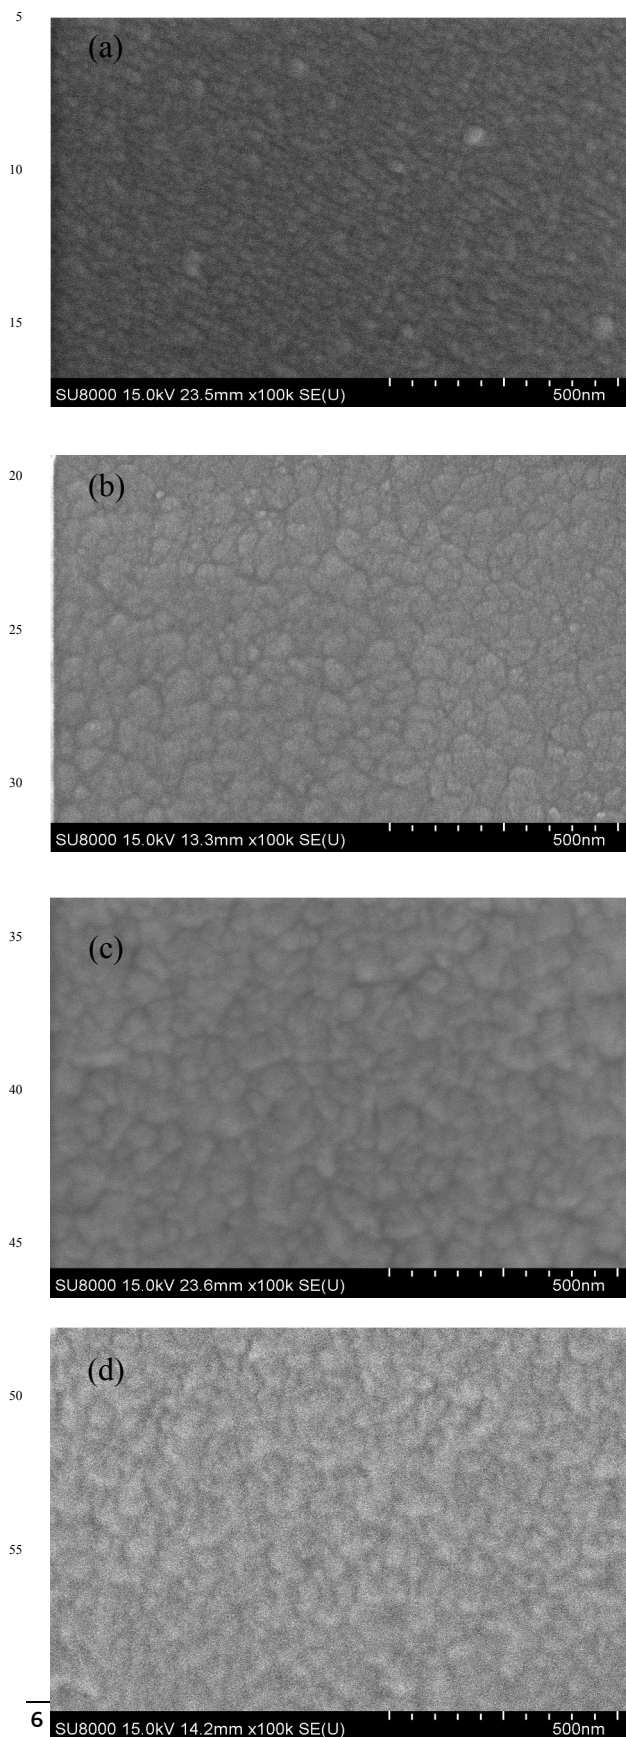 5
(a)
10
15
SU8000 15.0kV 23.5mm x100k SE(U) 500nm
20
(b)
25
30
SU8000 15.0kV 13.3mm x100k SE(U) 500nm
35
(c)
40
45
SU8000 15.0kV 23.6mm x100k SE(U) 500nm
(d)
50
55
6
SU8000 15.0kV 14.2mm x100k SE(U) 500nm